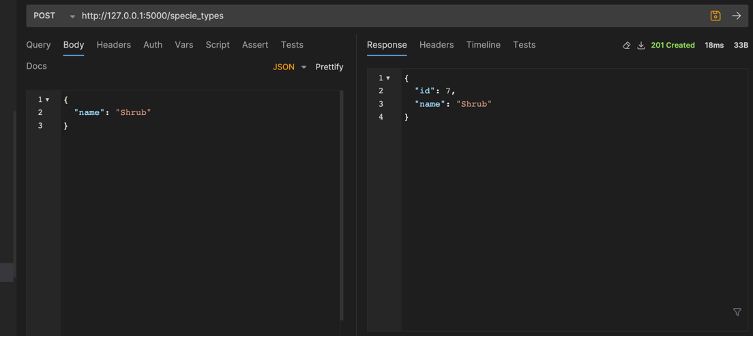 POST http://127.0.0.1:5000/specie_types
Query Body Headers Auth Vars Script Assert Tests
Docs
JSON Prettify
1 {
2 "name": "Shrub"
3 }
Response Headers Timeline Tests 201 Created 18ms 33B
1 {
2 "id": 7,
3 "name": "Shrub"
4 }